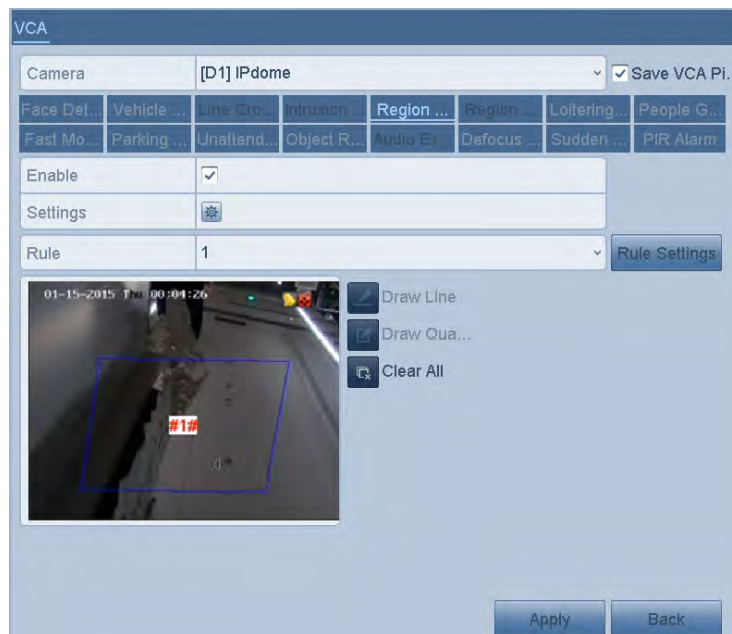 VCA
Camera [D1] IPdome Save VCA Pi.
Face Det... Vehicle ... Line Cro... Intrusion ... Region ... Region ... Loitering... People G...
Fast Mo... Parking ... Unattend... Object R... Audio Ex... Defocus ... Sudden ... PIR Alarm
Enable
Settings
Rule 1 Rule Settings
01-15-2015 Thu 00:04:26
Draw Line
Draw Qua...
Clear All
#1#
Apply Back